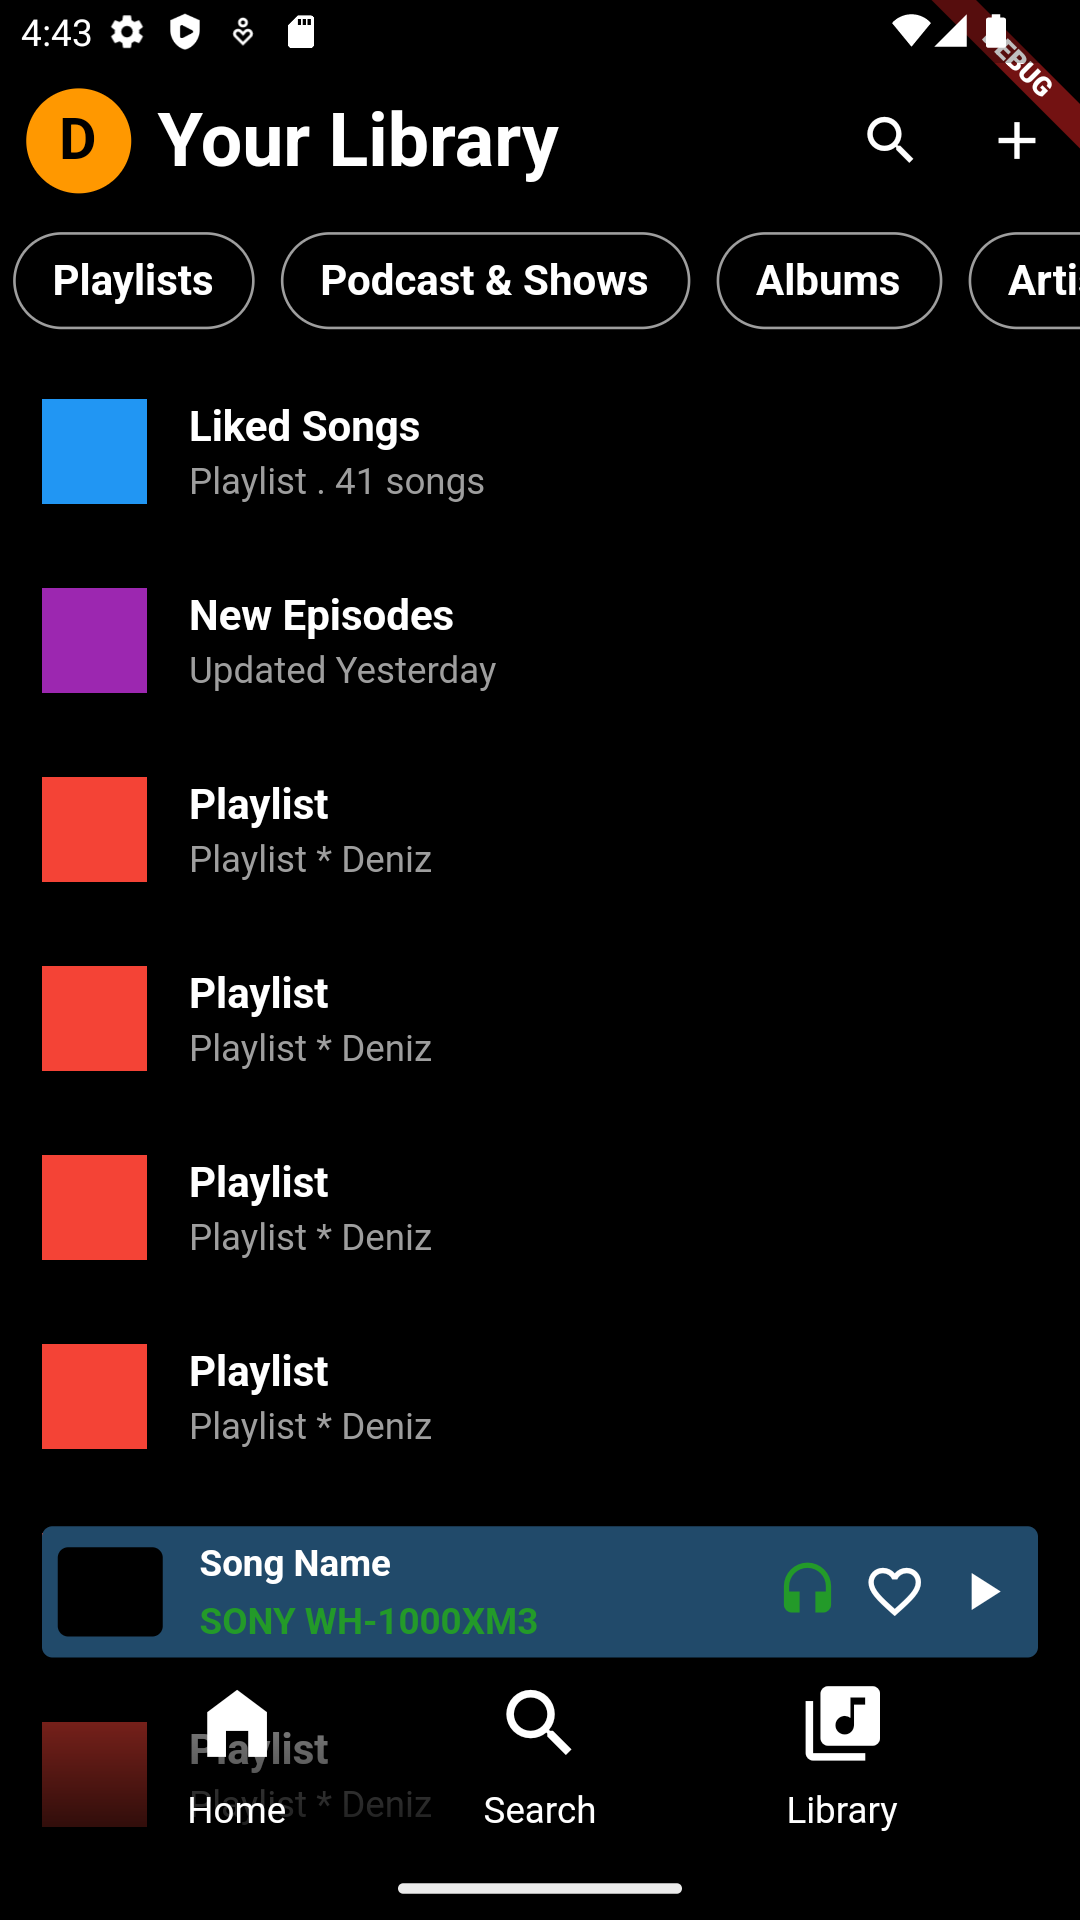 4:43
DEBUG
D Your Library
Playlists Podcast & Shows Albums Arti
Liked Songs
Playlist . 41 songs
New Episodes
Updated Yesterday
Playlist
Playlist * Deniz
Playlist
Playlist * Deniz
Playlist
Playlist * Deniz
Playlist
Playlist * Deniz
Song Name
SONY WH-1000XM3
Playlist
Playlist * Deniz
Home Search Library